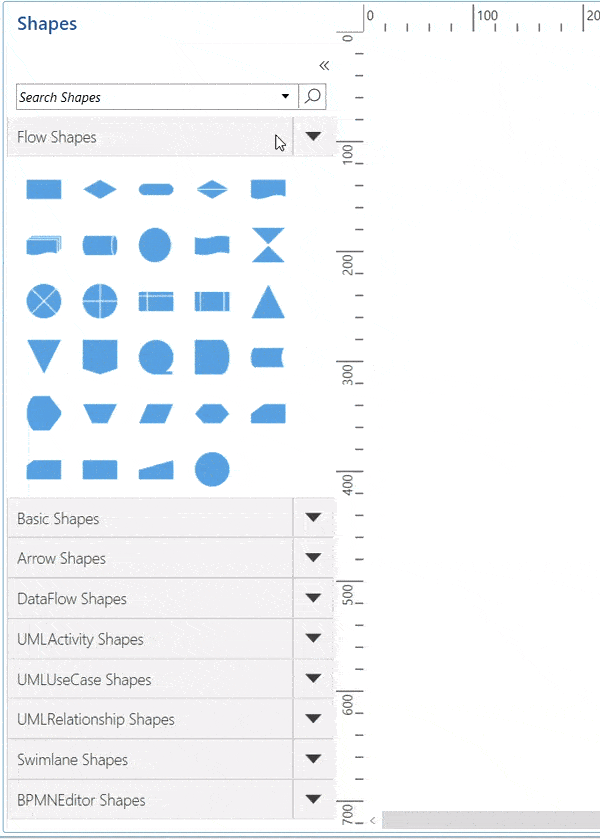 Shapes
Search Shapes
Flow Shapes
Basic Shapes
Arrow Shapes
DataFlow Shapes
UMLActivity Shapes
UMLUseCase Shapes
UMLRelationship Shapes
Swimlane Shapes
BPMNEditor Shapes
0 100 20
0
100
200
300
400
500
600
700